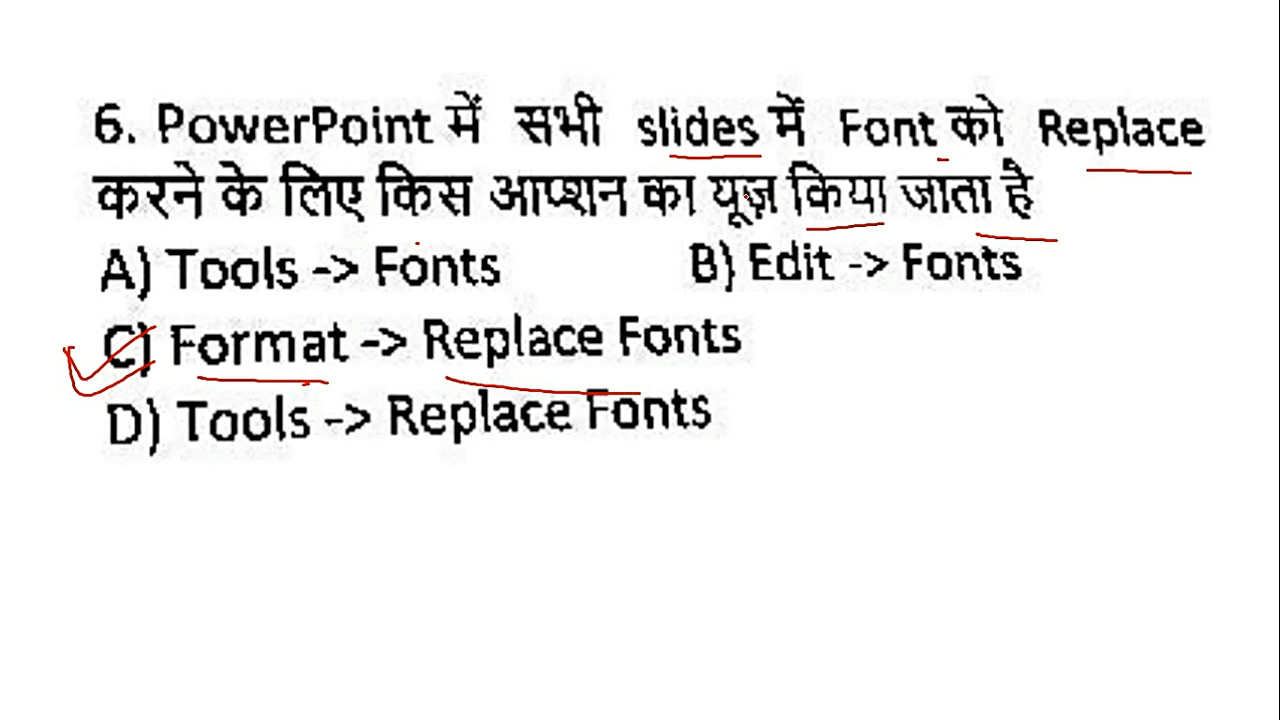 6. PowerPoint में सभी slides में Font को Replace
करने के लिए किस आप्शन का यूज़ किया जाता है
A) Tools -> Fonts B) Edit -> Fonts
C) Format -> Replace Fonts
D) Tools -> Replace Fonts